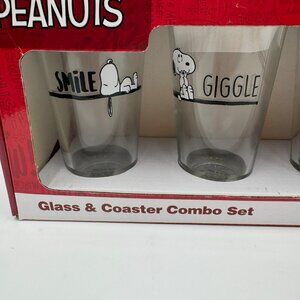 PEANUTS
SMiLE
GIGGLE
Glass & Coaster Combo Set